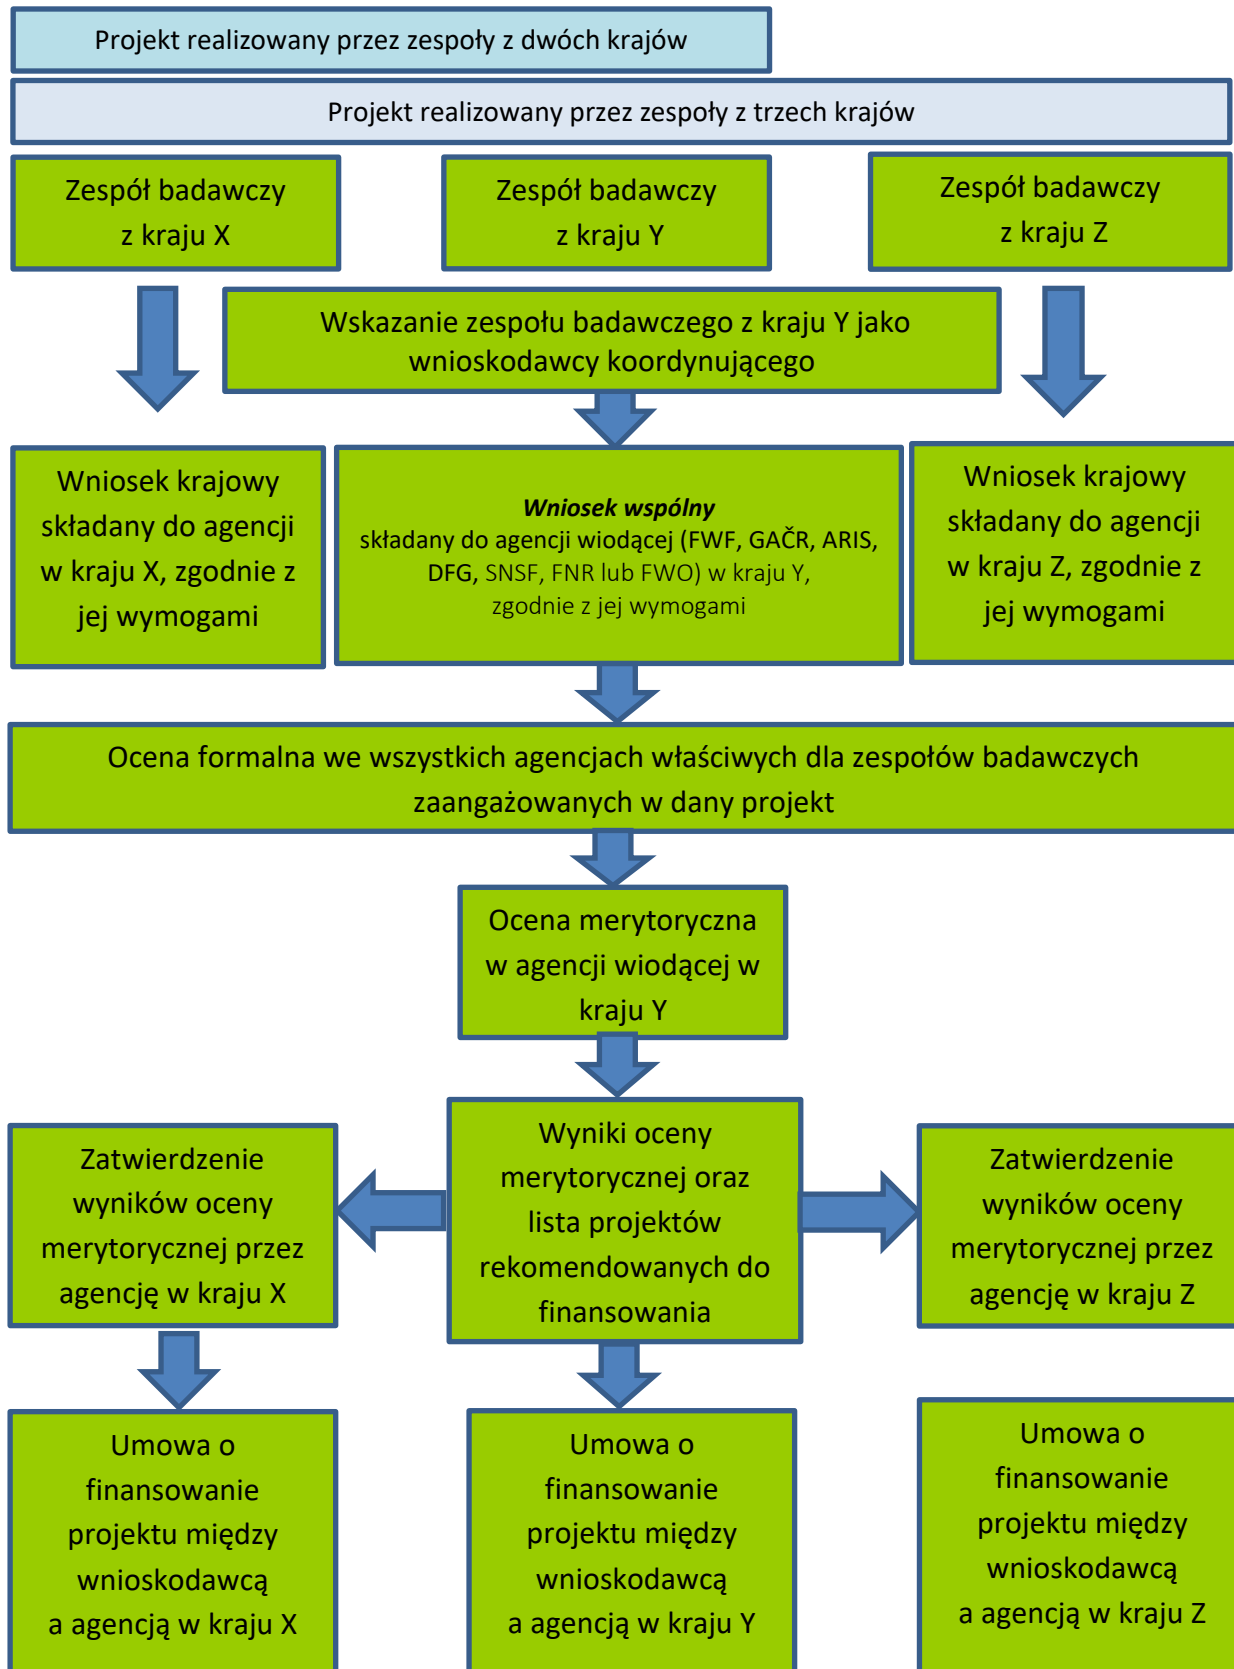 Projekt realizowany przez zespoły z dwóch krajów
Projekt realizowany przez zespoły z trzech krajów
Zespół badawczy
z kraju X
Zespół badawczy
z kraju Y
Zespół badawczy
z kraju Z
Wskazanie zespołu badawczego z kraju Y jako
wnioskodawcy koordynującego
Wniosek krajowy
składany do agencji
w kraju X, zgodnie z
jej wymogami
Wniosek wspólny
składany do agencji wiodącej (FWF, GAČR, ARIS,
DFG, SNSF, FNR lub FWO) w kraju Y,
zgodnie z jej wymogami
Wniosek krajowy
składany do agencji
w kraju Z, zgodnie z
jej wymogami
Ocena formalna we wszystkich agencjach właściwych dla zespołów badawczych
zaangażowanych w dany projekt
Ocena merytoryczna
w agencji wiodącej w
kraju Y
Zatwierdzenie
wyników oceny
merytorycznej przez
agencję w kraju X
Wyniki oceny
merytorycznej oraz
lista projektów
rekomendowanych do
finansowania
Zatwierdzenie
wyników oceny
merytorycznej przez
agencję w kraju Z
Umowa o
finansowanie
projektu między
wnioskodawcą
a agencją w kraju X
Umowa o
finansowanie
projektu między
wnioskodawcą
a agencją w kraju Y
Umowa o
finansowanie
projektu między
wnioskodawcą
a agencją w kraju Z